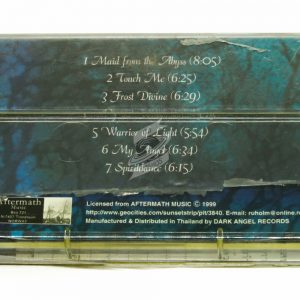 1 Maid from the Abyss (8:05)
2 Touch Me (6:25)
3 Frost Divine (6:29)
5 Warrior of Light (5:54)
6 My Angel (6:34)
7 Spiritdance (6:15)
Aftermath
Music
Licensed from AFTERMATH MUSIC © 1999
http://www.geocities.com/sunsetstrip/pit/3840. E-mail: ruholm@online.
Manufactured & Distributed in Thailand by DARK ANGEL RECORDS